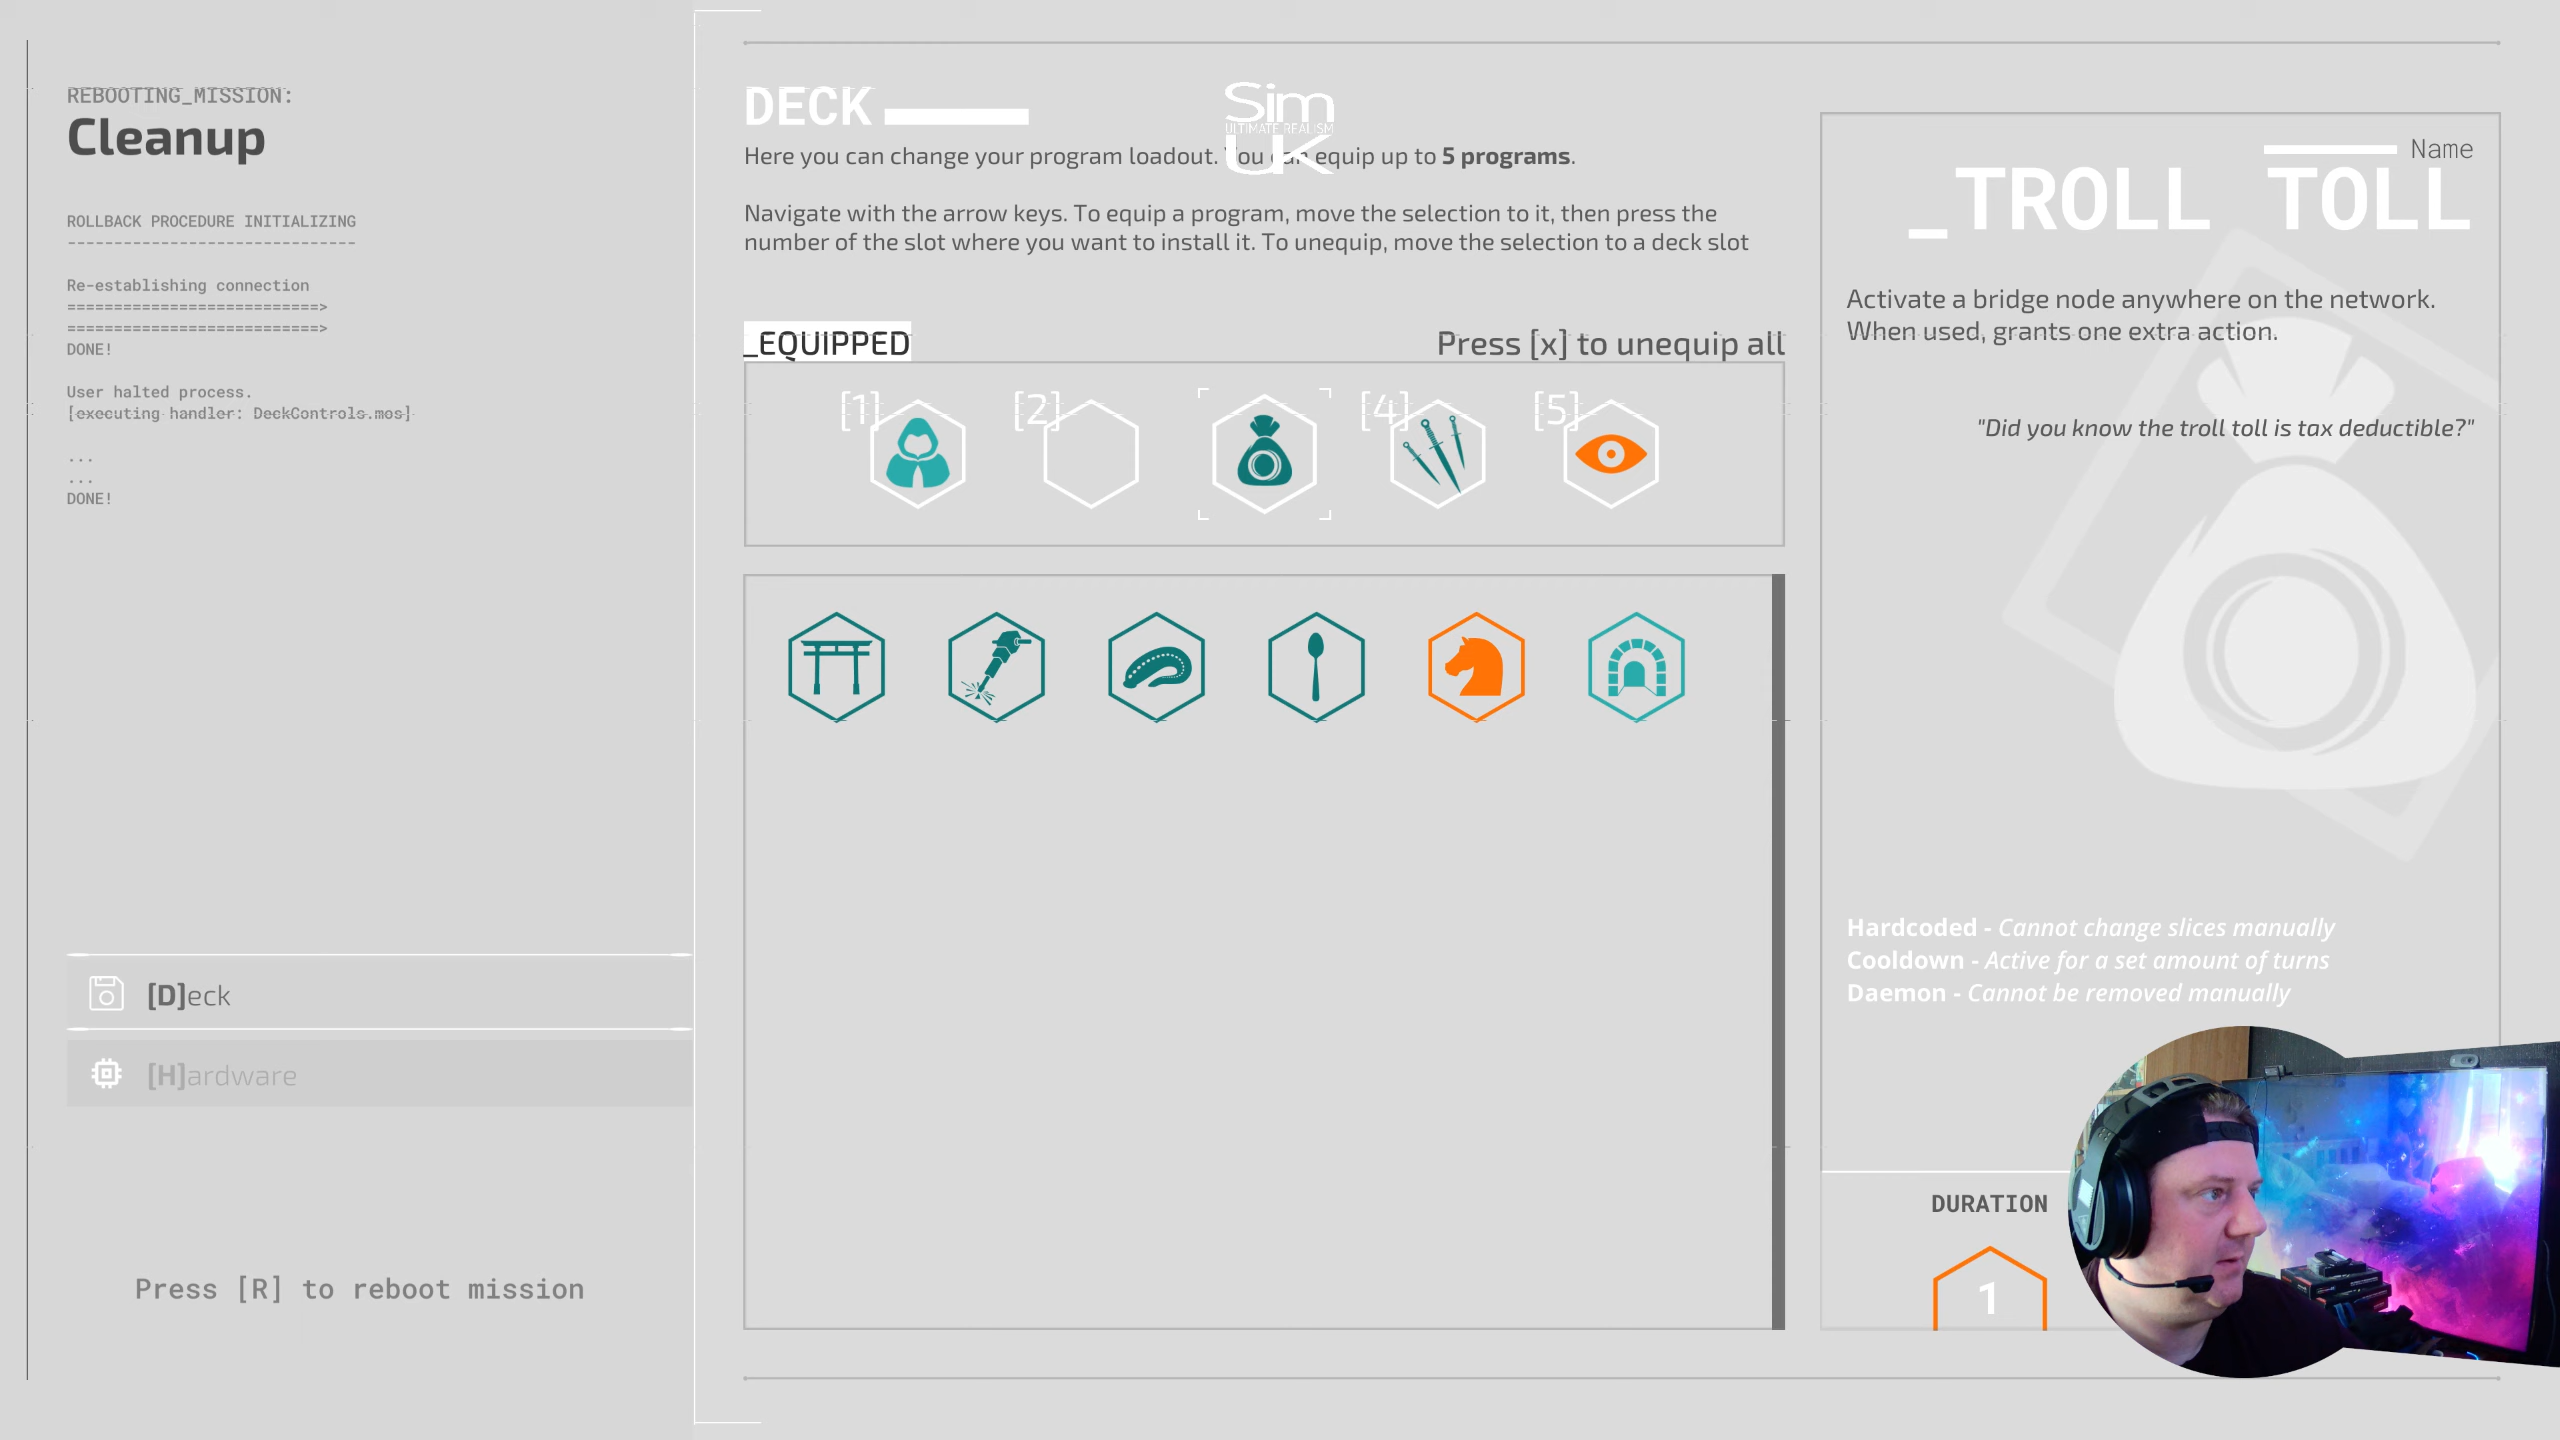 REBOOTING_MISSION:
Cleanup
ROLLBACK PROCEDURE INITIALIZING
-------------------------------
Re-establishing connection
===========================>
===========================>
DONE!
User halted process.
[executing handler: DeckControls.mos]
...
...
DONE!
[D]eck
[H]ardware
Press [R] to reboot mission
DECK
Sim
ULTIMATE REALISM
UK
Here you can change your program loadout. You can equip up to 5 programs.
Navigate with the arrow keys. To equip a program, move the selection to it, then press the
number of the slot where you want to install it. To unequip, move the selection to a deck slot
_EQUIPPED
Press [x] to unequip all
[1]
[2]
[4]
[5]
Name
_TROLL TOLL
Activate a bridge node anywhere on the network.
When used, grants one extra action.
"Did you know the troll toll is tax deductible?"
Hardcoded - Cannot change slices manually
Cooldown - Active for a set amount of turns
Daemon - Cannot be removed manually
DURATION
1